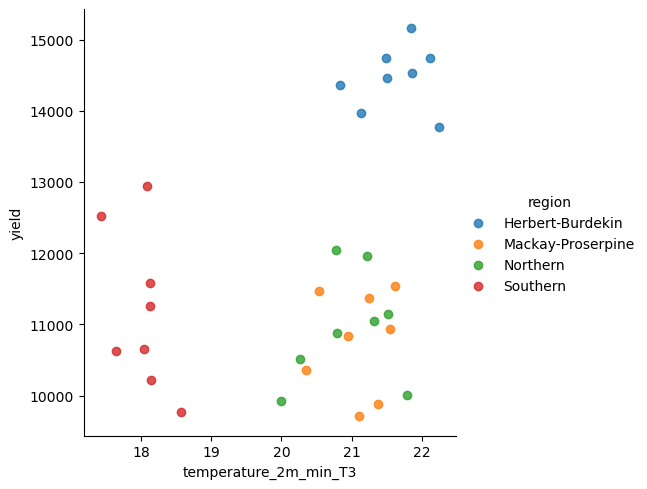 15000
14000
13000
12000
11000
10000
yield
18
19
20
21
22
temperature_2m_min_T3
region
Herbert-Burdekin
Mackay-Proserpine
Northern
Southern